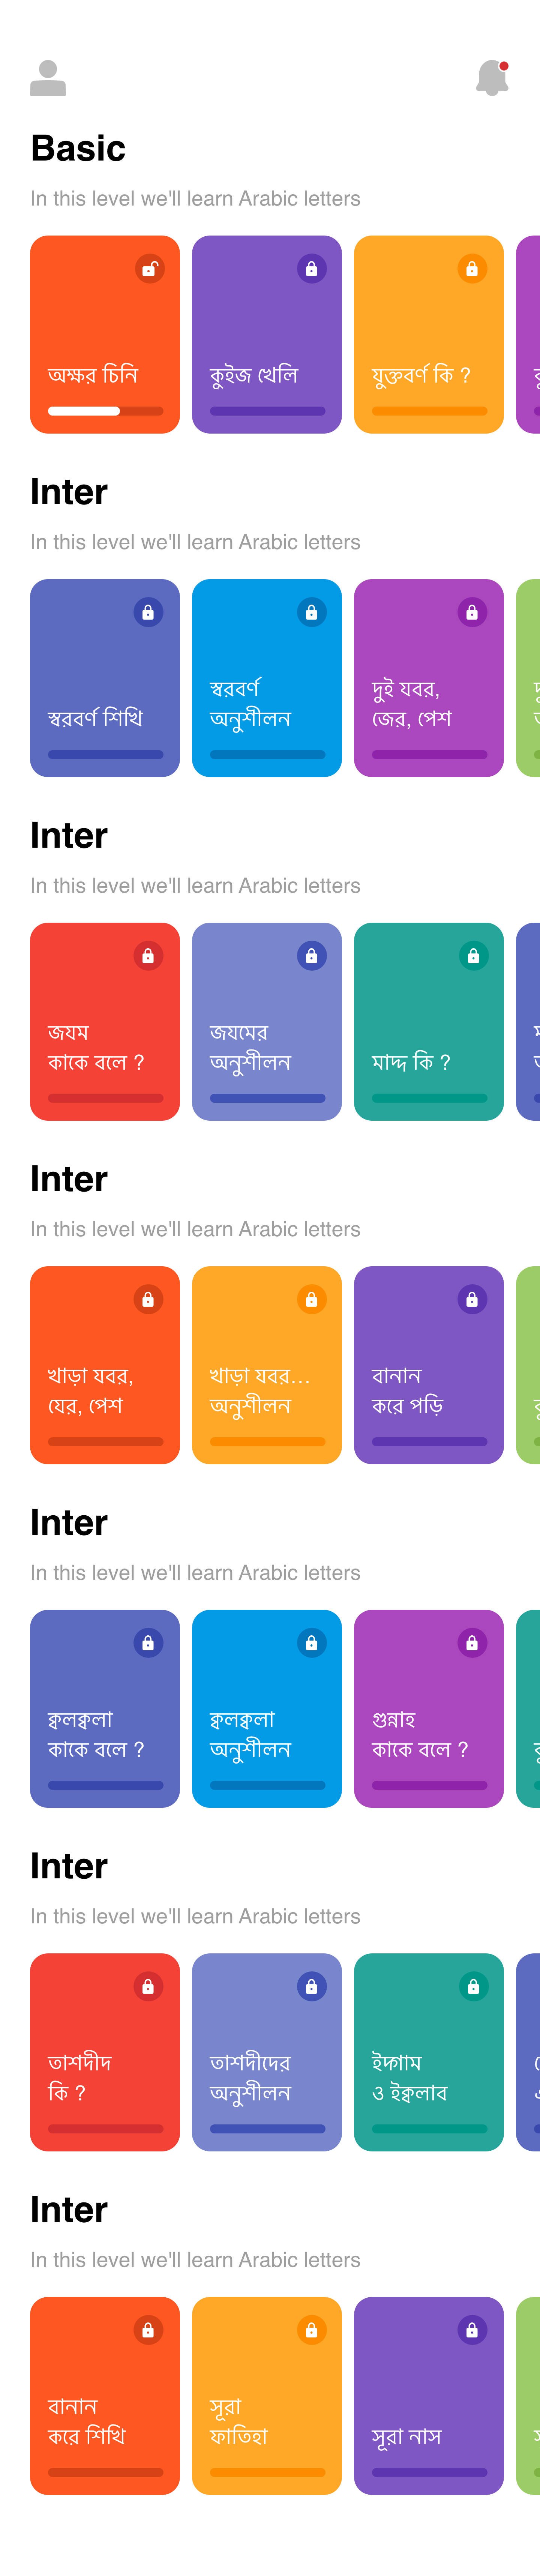 Basic
In this level we'll learn Arabic letters
অক্ষর চিনি
কুইজ খেলি
যুক্তবর্ণ কি ?
Inter
In this level we'll learn Arabic letters
স্বরবর্ণ শিখি
স্বরবর্ণ
অনুশীলন
দুই যবর,
জের, পেশ
Inter
In this level we'll learn Arabic letters
জযম
কাকে বলে ?
জযমের
অনুশীলন
মাদ্দ কি ?
Inter
In this level we'll learn Arabic letters
খাড়া যবর,
যের, পেশ
খাড়া যবর...
অনুশীলন
বানান
করে পড়ি
Inter
In this level we'll learn Arabic letters
ক্বলক্বলা
কাকে বলে ?
ক্বলক্বলা
অনুশীলন
গুন্নাহ
কাকে বলে ?
Inter
In this level we'll learn Arabic letters
তাশদীদ
কি ?
তাশদীদের
অনুশীলন
ইদ্গাম
ও ইক্বলাব
Inter
In this level we'll learn Arabic letters
বানান
করে শিখি
সূরা
ফাতিহা
সূরা নাস